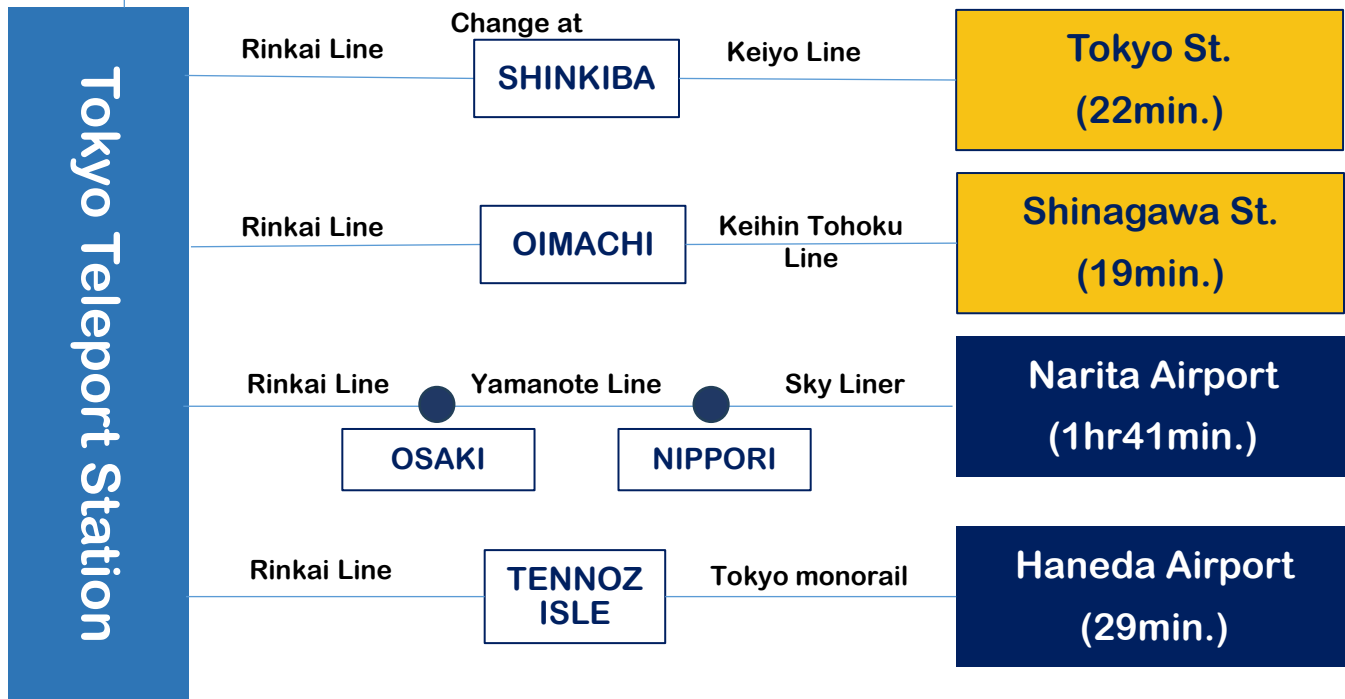 Tokyo Teleport Station
Change at
Rinkai Line
SHINKIBA
Keiyo Line
Tokyo St.
(22min.)
Rinkai Line
OIMACHI
Keihin Tohoku
Line
Shinagawa St.
(19min.)
Rinkai Line
Yamanote Line
Sky Liner
OSAKI
NIPPORI
Narita Airport
(1hr41min.)
Rinkai Line
TENNOZ
ISLE
Tokyo monorail
Haneda Airport
(29min.)